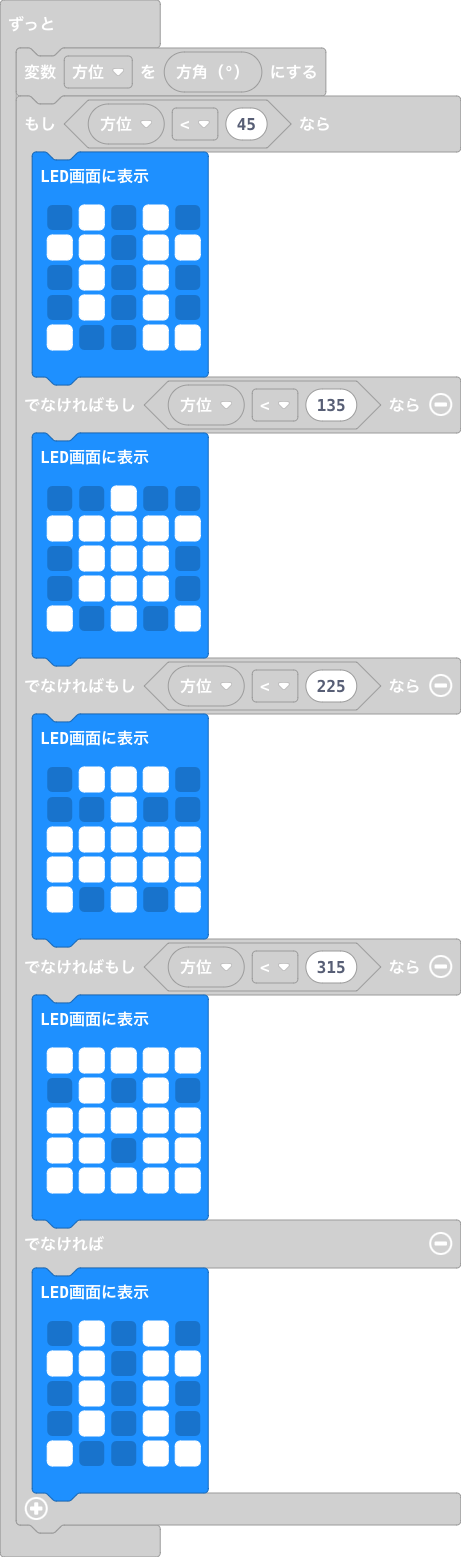 ずっと
変数 方位 を 方角 (°) にする
もし 方位 < 45 なら
LED画面に表示
でなければもし 方位 < 135 なら
LED画面に表示
でなければもし 方位 < 225 なら
LED画面に表示
でなければもし 方位 < 315 なら
LED画面に表示
でなければ
LED画面に表示